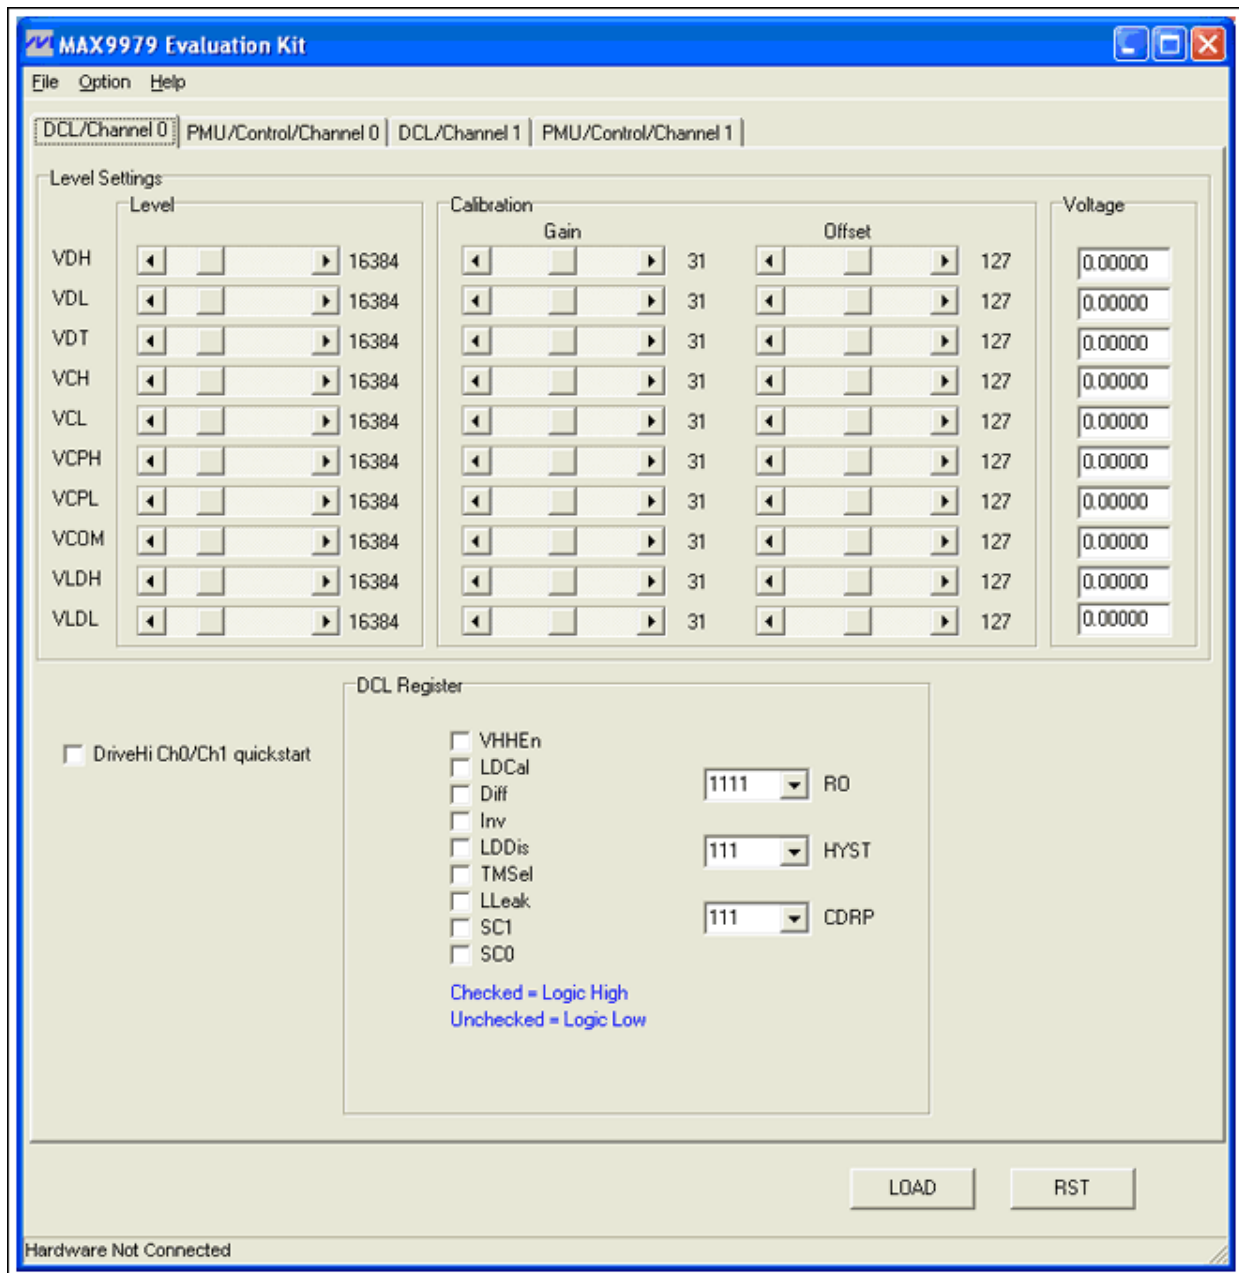 MAX9979 Evaluation Kit
File Option Help
DCL/Channel 0 PMU/Control/Channel 0 DCL/Channel 1 PMU/Control/Channel 1
Level Settings
Level Calibration Voltage
Gain Offset
VDH 16384 31 127 0.00000
VDL 16384 31 127 0.00000
VDT 16384 31 127 0.00000
VCH 16384 31 127 0.00000
VCL 16384 31 127 0.00000
VCPH 16384 31 127 0.00000
VCPL 16384 31 127 0.00000
VCOM 16384 31 127 0.00000
VLDH 16384 31 127 0.00000
VLDL 16384 31 127 0.00000
DCL Register
DriveHi Ch0/Ch1 quickstart
VHHEn
LDCal
Diff
Inv
LDDis
TMSel
LLeak
SC1
SC0
1111 RO
111 HYST
111 CDRP
Checked = Logic High
Unchecked = Logic Low
LOAD RST
Hardware Not Connected